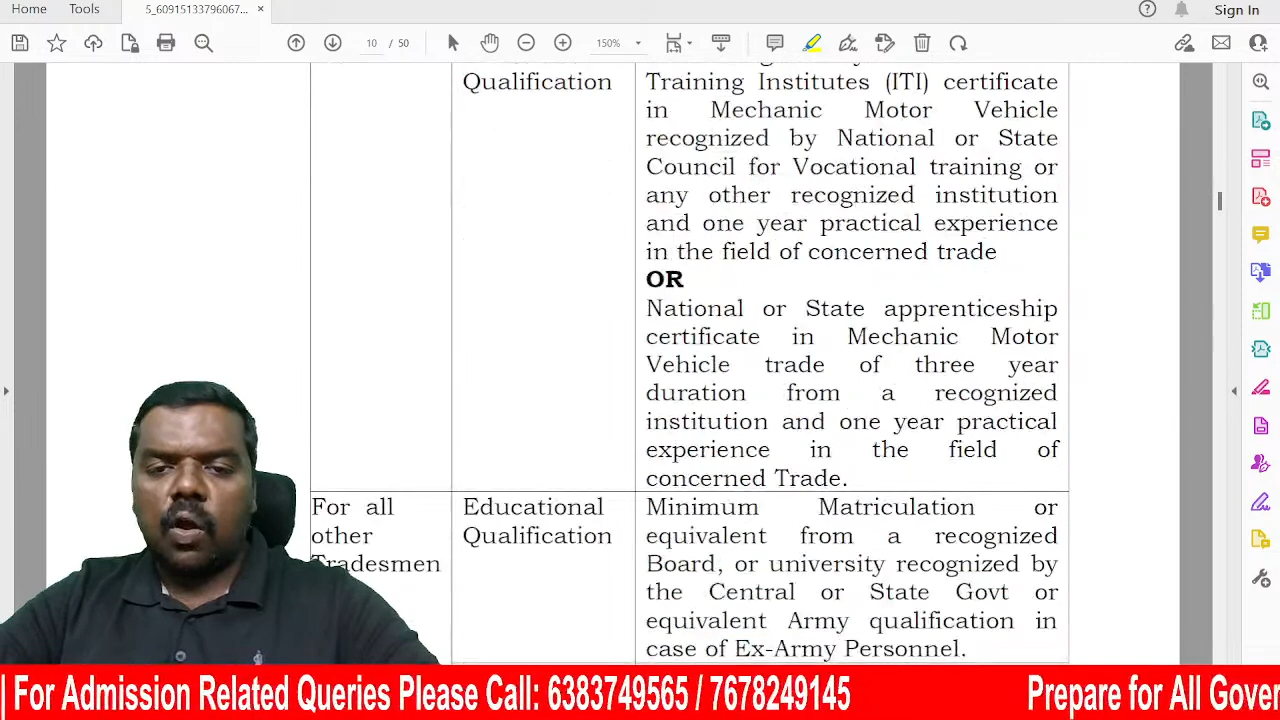 Home Tools 5_60915133796067... × Sign In
10 / 50 150%
Qualification
Training Institutes (ITI) certificate
in Mechanic Motor Vehicle
recognized by National or State
Council for Vocational training or
any other recognized institution
and one year practical experience
in the field of concerned trade
OR
National or State apprenticeship
certificate in Mechanic Motor
Vehicle trade of three year
duration from a recognized
institution and one year practical
experience in the field of
concerned Trade.
For all
other
Tradesmen
Educational
Qualification
Minimum Matriculation or
equivalent from a recognized
Board, or university recognized by
the Central or State Govt or
equivalent Army qualification in
case of Ex-Army Personnel.
| For Admission Related Queries Please Call: 6383749565 / 7678249145 Prepare for All Gover